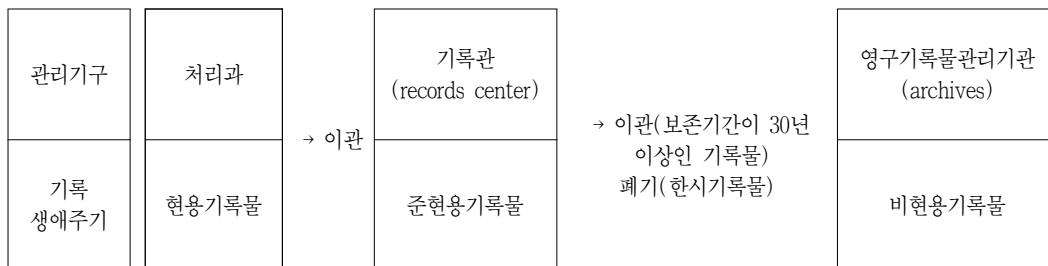 관리기구
처리과
→ 이관
기록관
(records center)
→ 이관(보존기간이 30년
이상인 기록물)
폐기(한시기록물)
영구기록물관리기관
(archives)
기록
생애주기
현용기록물
준현용기록물
비현용기록물